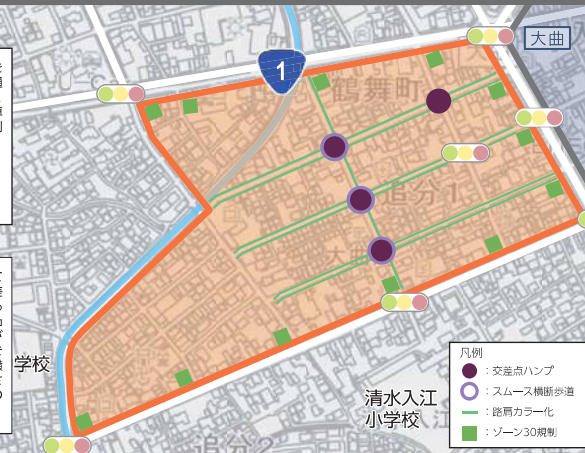 大曲
1
鶴舞町
追分1
学校
清水入江
小学校
追分2
凡例
：交差点ハンプ
：スムース横断歩道
：路肩カラー化
：ゾーン30規制